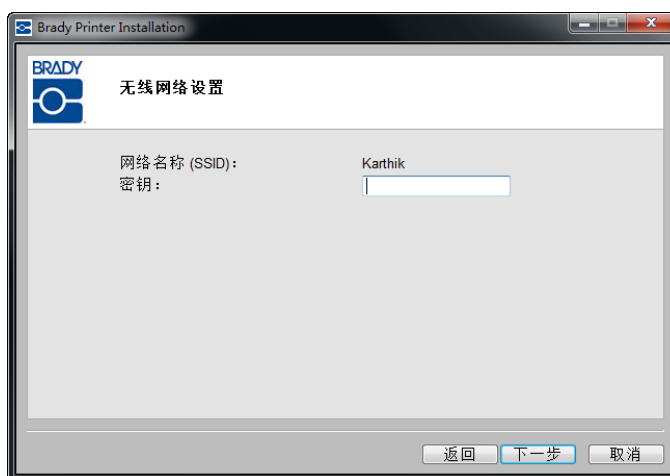 Brady Printer Installation
BRADY
无线网络设置
网络名称 (SSID)： Karthik
密钥：
返回 下一步 取消